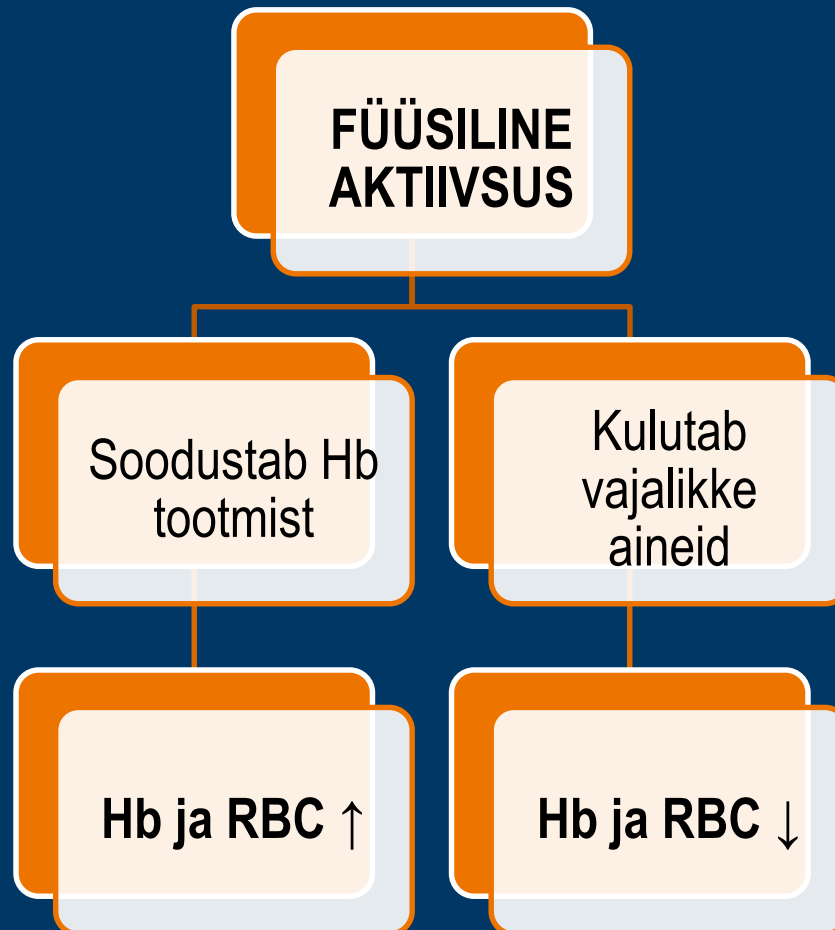 FÜÜSILINE
AKTIIVSUS
Soodustab Hb
tootmist
Kulutab
vajalikke
aineid
Hb ja RBC ↑
Hb ja RBC ↓